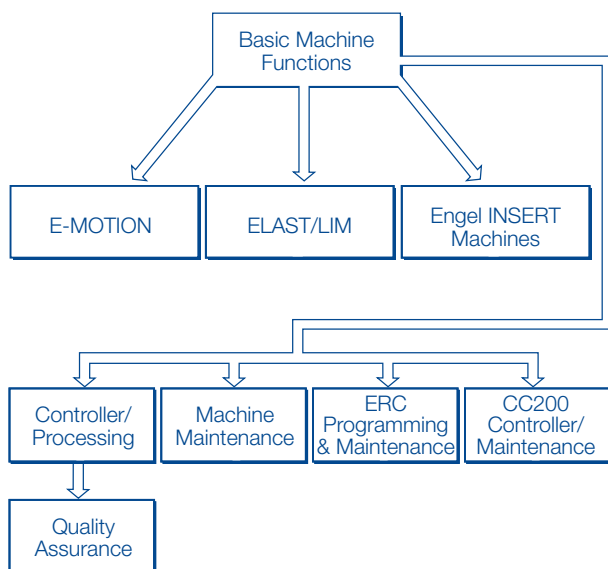 Basic Machine
Functions
E-MOTION
ELAST/LIM
Engel INSERT
Machines
Controller/
Processing
Machine
Maintenance
ERC
Programming
& Maintenance
CC200
Controller/
Maintenance
Quality
Assurance